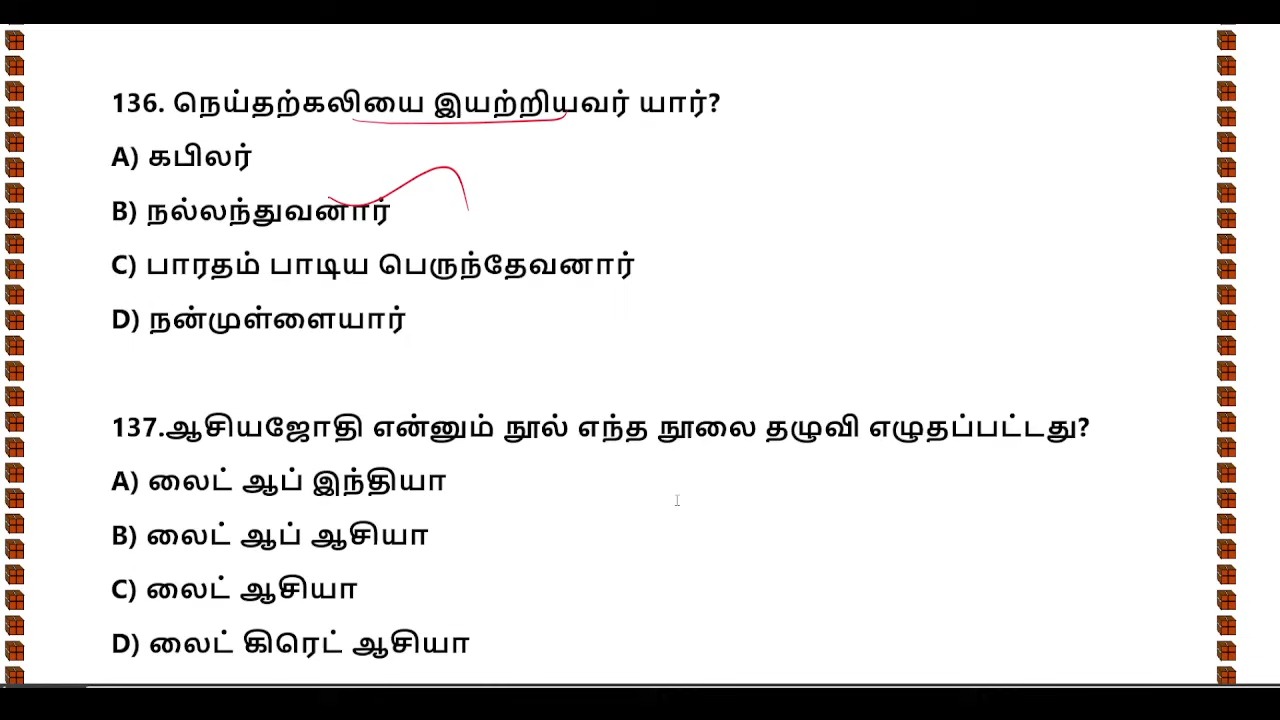 136. நெய்தற்கலியை இயற்றியவர் யார்?
A) கபிலர்
B) நல்லந்துவனார்
C) பாரதம் பாடிய பெருந்தேவனார்
D) நன்முள்ளையார்
137.ஆசியஜோதி என்னும் நூல் எந்த நூலை தழுவி எழுதப்பட்டது?
A) லைட் ஆப் இந்தியா
B) லைட் ஆப் ஆசியா
C) லைட் ஆசியா
D) லைட் கிரெட் ஆசியா